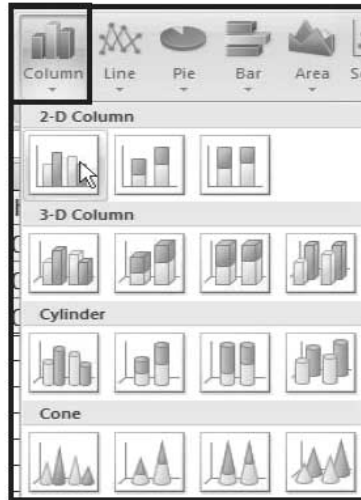 Column Line Pie Bar Area
2-D Column
3-D Column
Cylinder
Cone